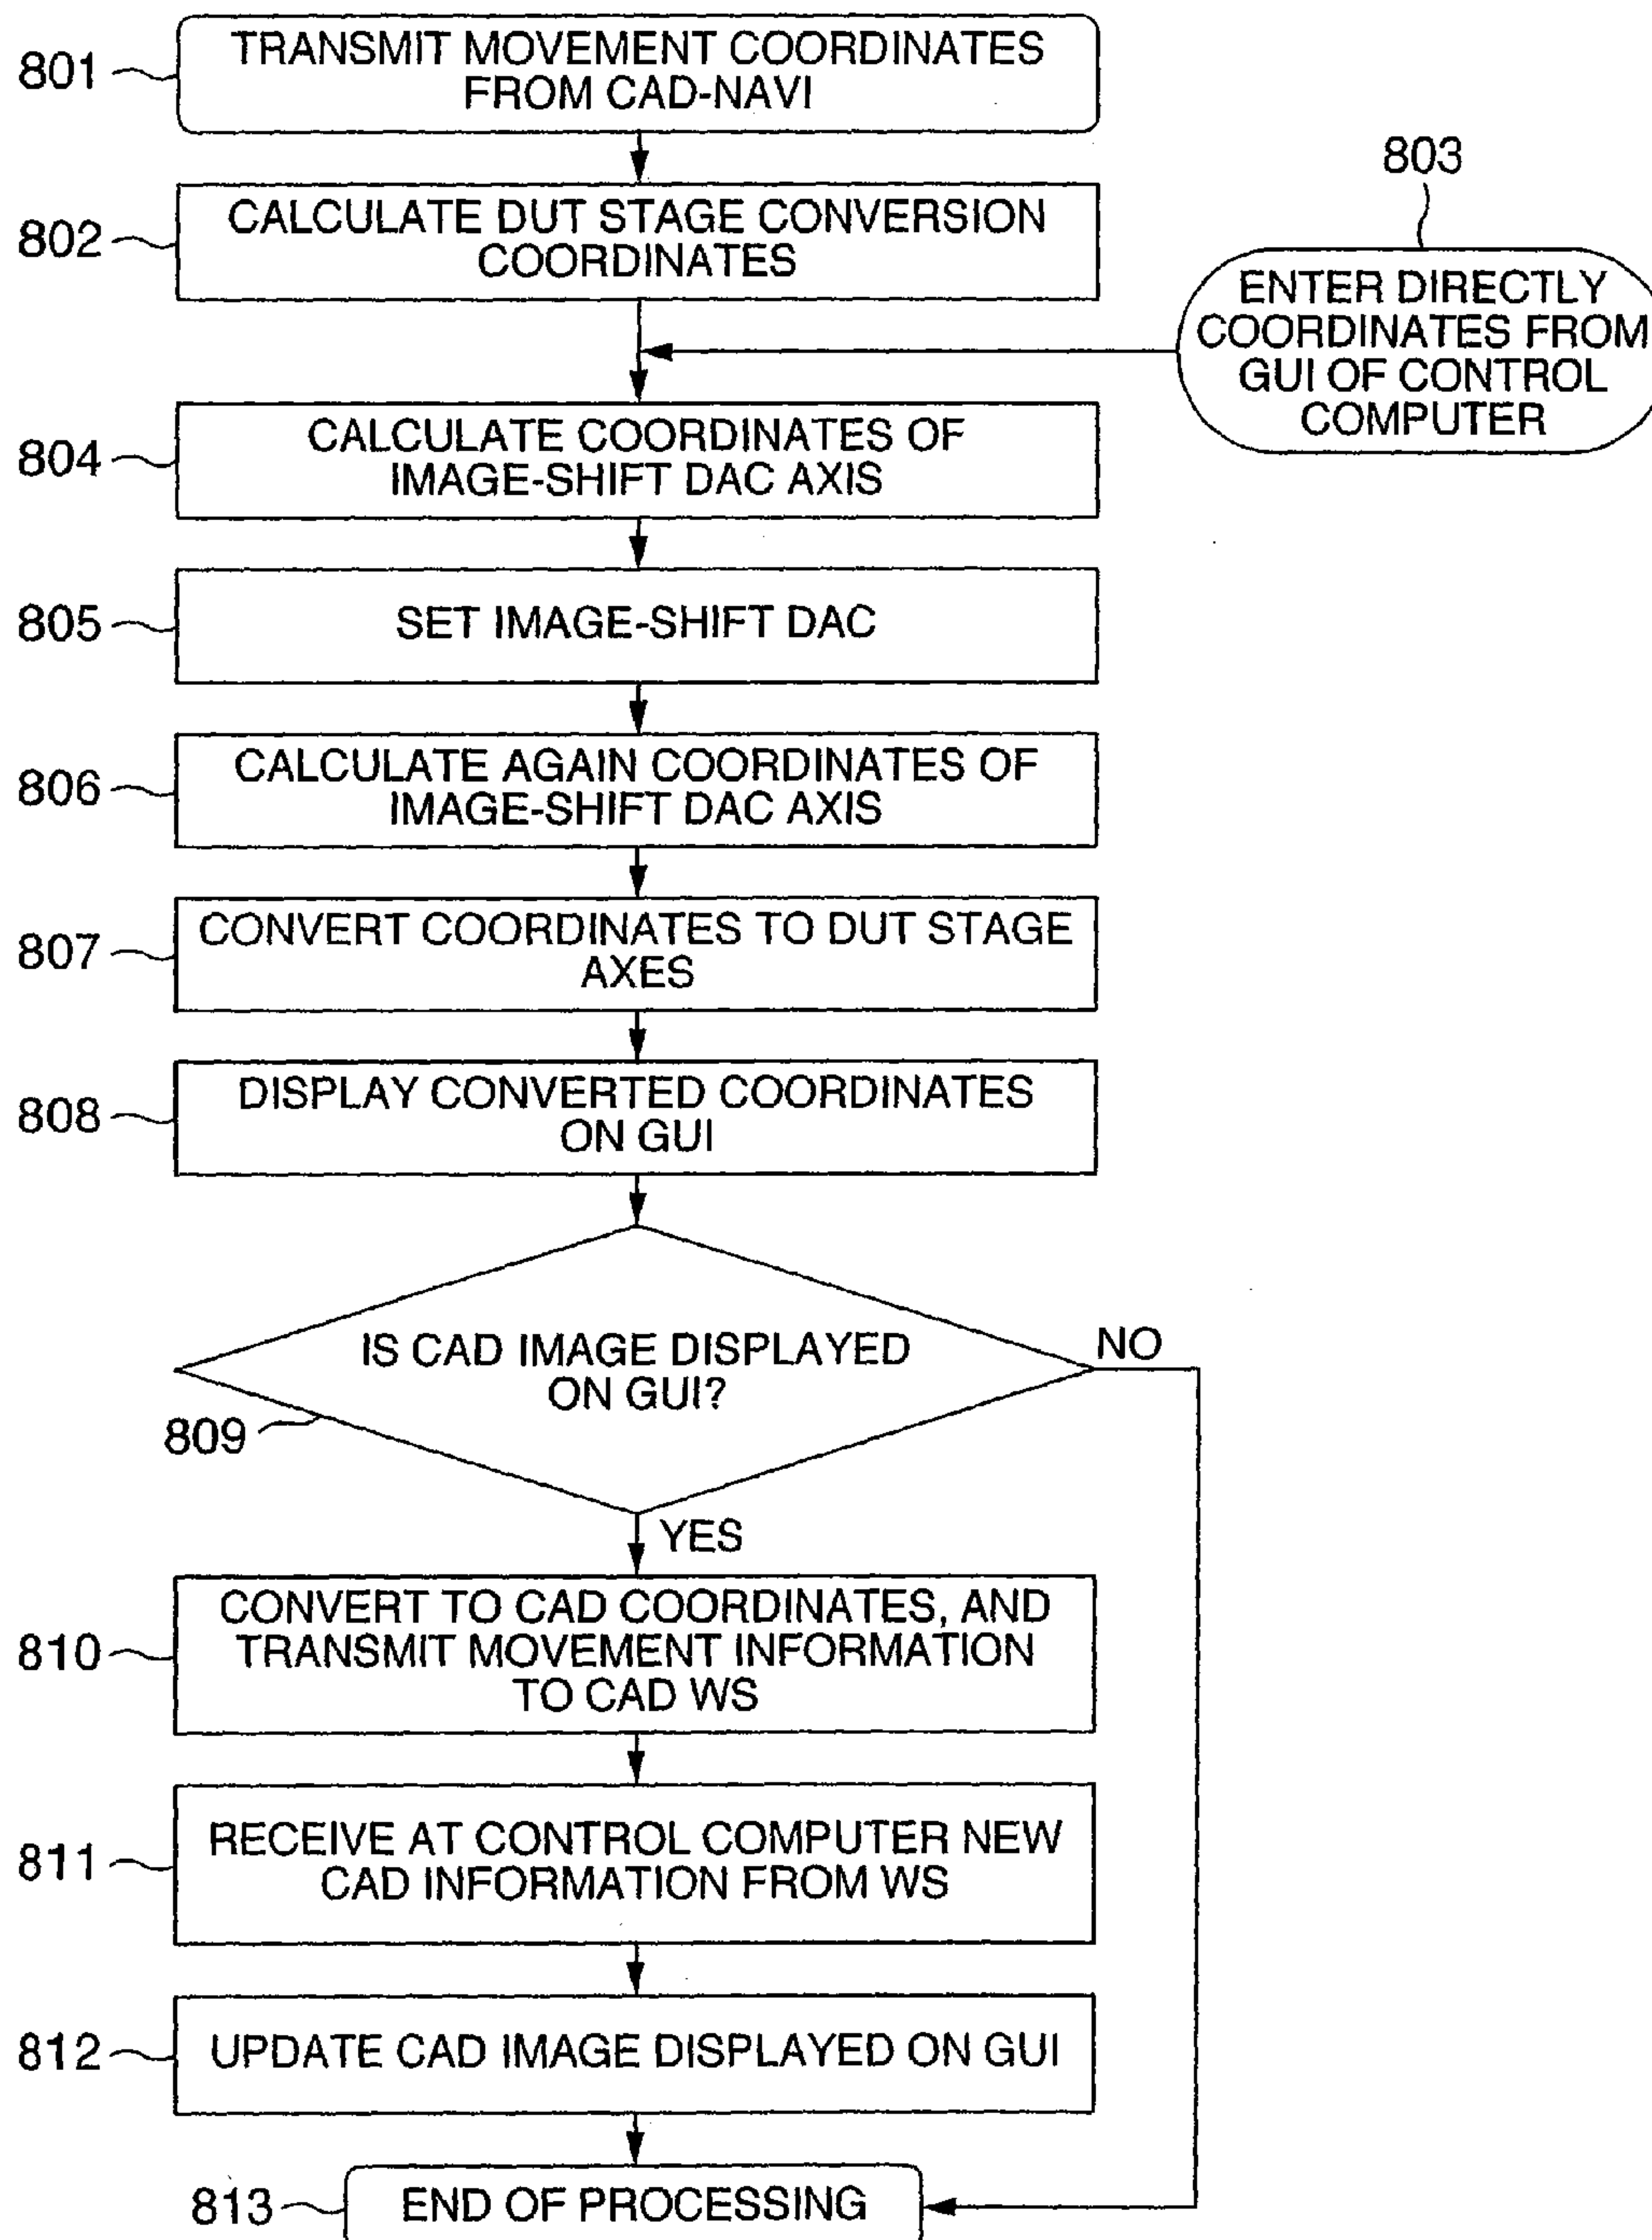 801
TRANSMIT MOVEMENT COORDINATES
FROM CAD-NAVI
802
CALCULATE DUT STAGE CONVERSION
COORDINATES
803
ENTER DIRECTLY
COORDINATES FROM
GUI OF CONTROL
COMPUTER
804
CALCULATE COORDINATES OF
IMAGE-SHIFT DAC AXIS
805
SET IMAGE-SHIFT DAC
806
CALCULATE AGAIN COORDINATES OF
IMAGE-SHIFT DAC AXIS
807
CONVERT COORDINATES TO DUT STAGE
AXES
808
DISPLAY CONVERTED COORDINATES
ON GUI
809
IS CAD IMAGE DISPLAYED
ON GUI?
NO
YES
810
CONVERT TO CAD COORDINATES, AND
TRANSMIT MOVEMENT INFORMATION
TO CAD WS
811
RECEIVE AT CONTROL COMPUTER NEW
CAD INFORMATION FROM WS
812
UPDATE CAD IMAGE DISPLAYED ON GUI
813
END OF PROCESSING